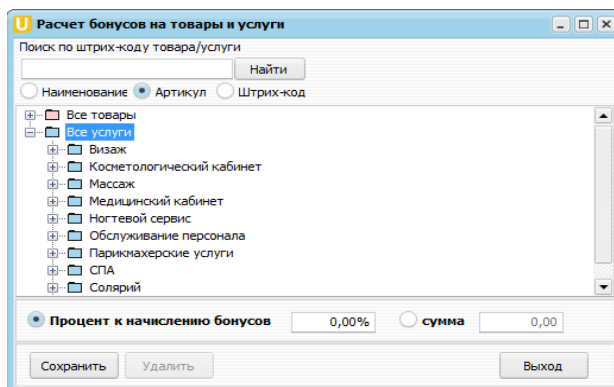 U Расчет бонусов на товары и услуги
Поиск по штрих-коду товара/услуги
Найти
Наименование Артикул Штрих-код
Все товары
Все услуги
Визаж
Косметологический кабинет
Массаж
Медицинский кабинет
Ногтевой сервис
Обслуживание персонала
Парикмахерские услуги
СПА
Солярий
Процент к начислению бонусов 0,00% сумма 0,00
Сохранить Удалить Выход